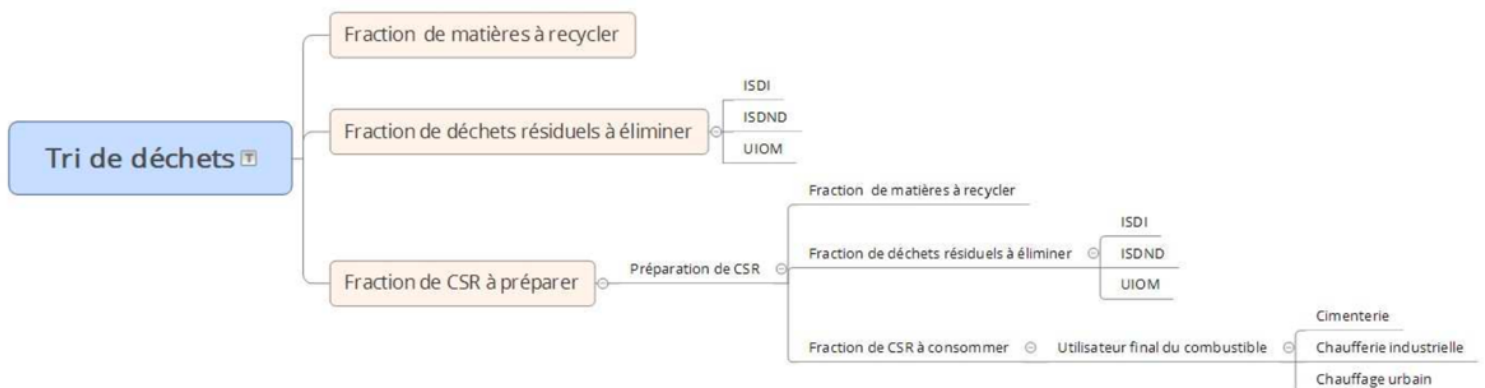 Fraction de matières à recycler
ISDI
Fraction de déchets résiduels à éliminer
ISDND
UIOM
Tri de déchets
Fraction de matières à recycler
ISDI
Fraction de déchets résiduels à éliminer
ISDND
UIOM
Fraction de CSR à préparer
Préparation de CSR
Cimenterie
Fraction de CSR à consommer
Utilisateur final du combustible
Chaufferie industrielle
Chauffage urbain